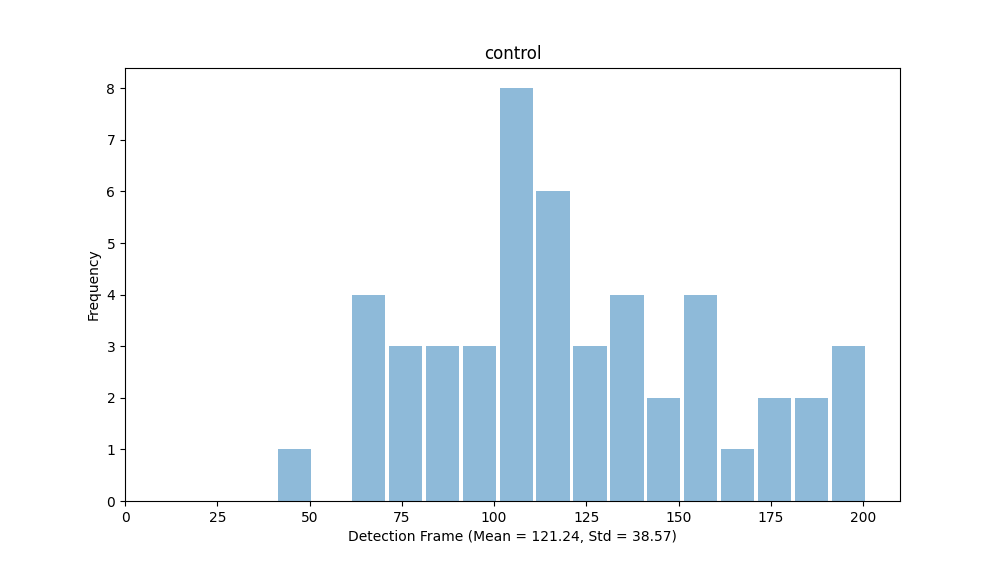 control
Frequency
8
7
6
5
4
3
2
1
0
0 25 50 75 100 125 150 175 200
Detection Frame (Mean = 121.24, Std = 38.57)